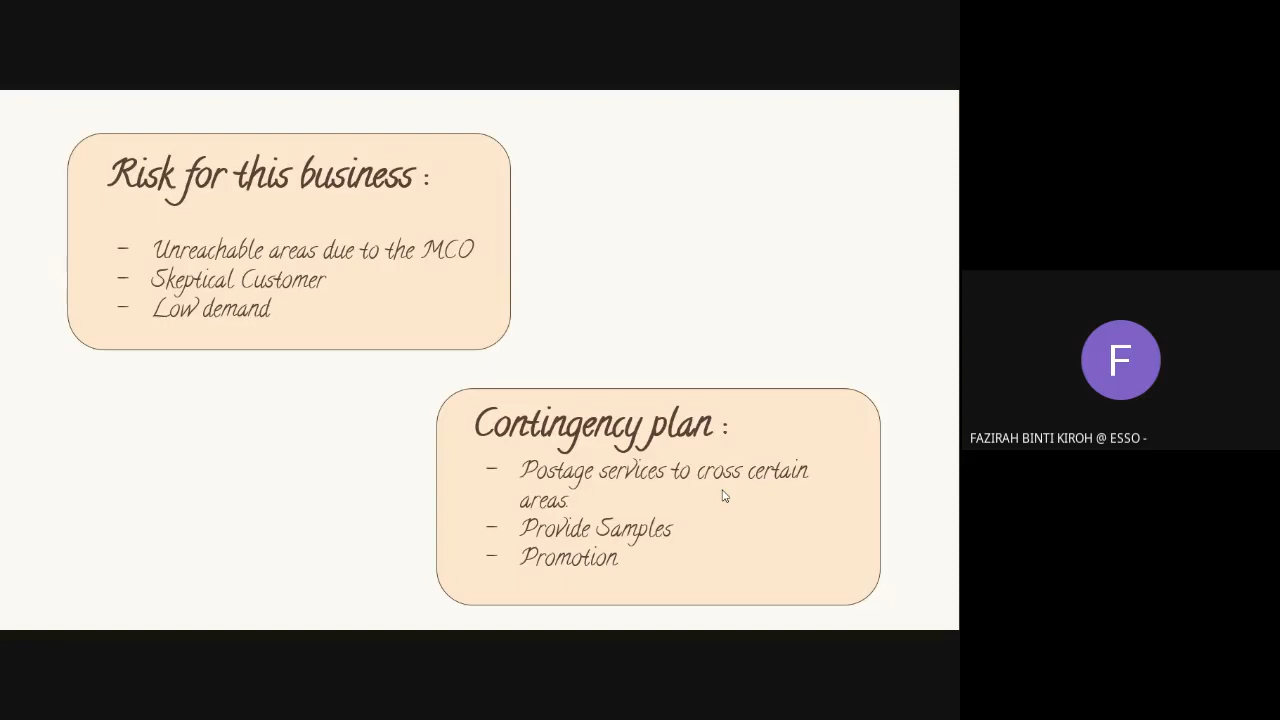 Risk for this business :
- Unreachable areas due to the MCO
- Skeptical Customer
- Low demand
Contingency plan :
- Postage services to cross certain
areas.
- Provide Samples
- Promotion
F
FAZIRAH BINTI KIROH @ ESSO -